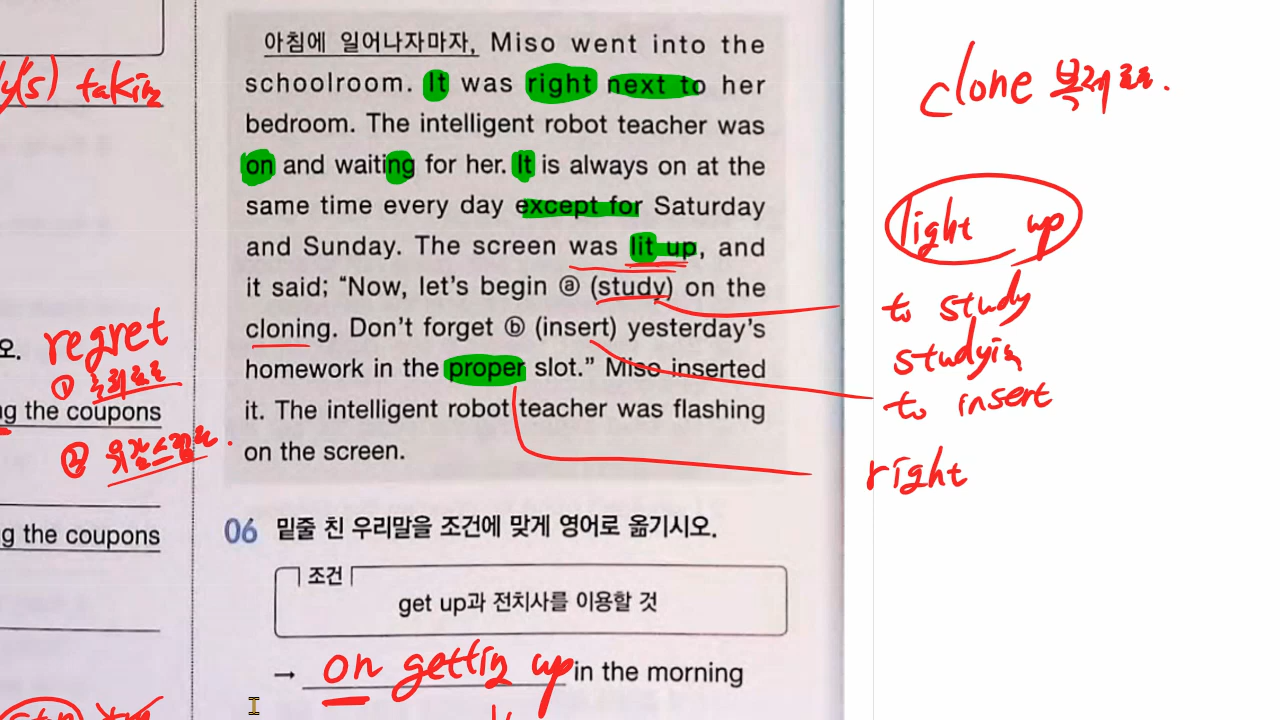 아침에 일어나자마자, Miso went into the
schoolroom. It was right next to her
bedroom. The intelligent robot teacher was
on and waiting for her. It is always on at the
same time every day except for Saturday
and Sunday. The screen was lit up, and
it said; “Now, let’s begin ⓐ (study) on the
cloning. Don’t forget ⓑ (insert) yesterday’s
homework in the proper slot.” Miso inserted
it. The intelligent robot teacher was flashing
on the screen.
06 밑줄 친 우리말을 조건에 맞게 영어로 옮기시오.
조건
get up과 전치사를 이용할 것
→ on gettin up in the morning
y(s) taking
오. regret
①
ng the coupons
②
g the coupons
clone
light up
to study
studyin
to insert
right